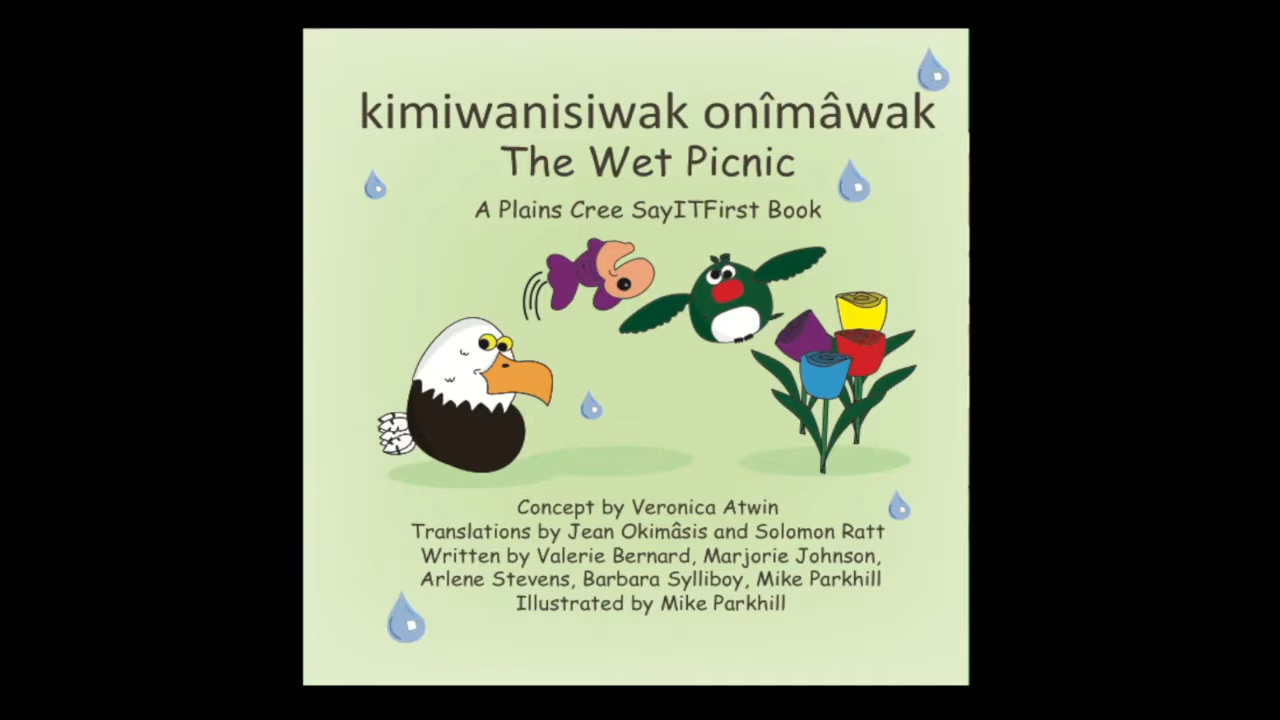 kimiwanisiwak onîmâwak
The Wet Picnic
A Plains Cree SayITFirst Book
Concept by Veronica Atwin
Translations by Jean Okimâsis and Solomon Ratt
Written by Valerie Bernard, Marjorie Johnson,
Arlene Stevens, Barbara Sylliboy, Mike Parkhill
Illustrated by Mike Parkhill